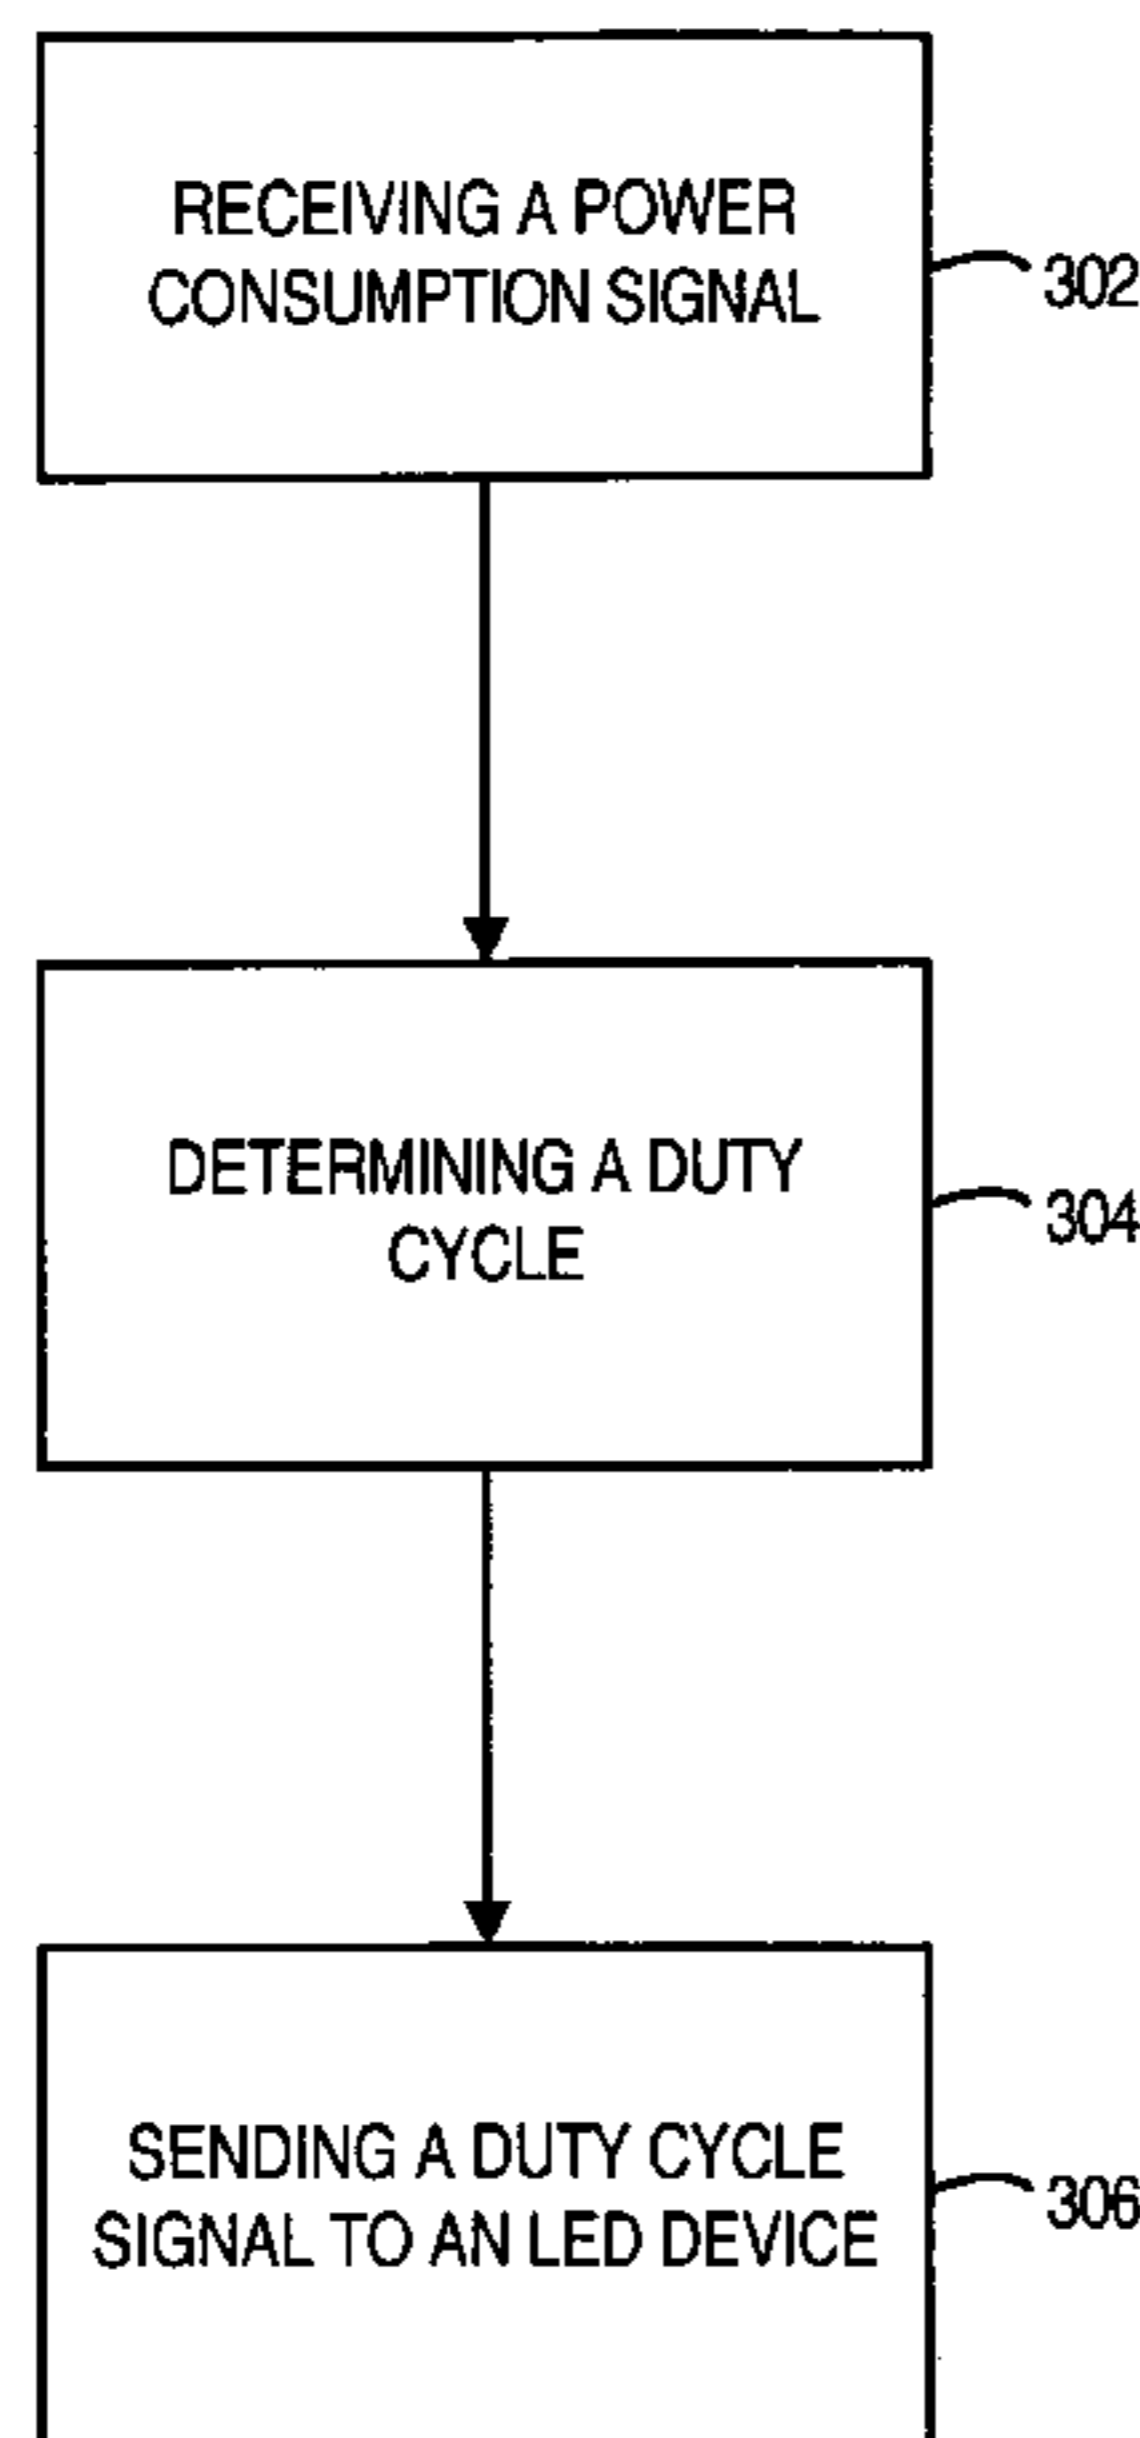 RECEIVING A POWER
CONSUMPTION SIGNAL
302
DETERMINING A DUTY
CYCLE
304
SENDING A DUTY CYCLE
SIGNAL TO AN LED DEVICE
306